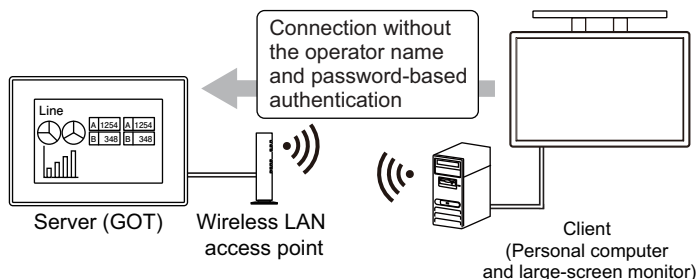 Connection without
the operator name
and password-based
authentication
Line
A 1254 A 1254
B 348 B 348
Server (GOT)
Wireless LAN
access point
Client
(Personal computer
and large-screen monitor)